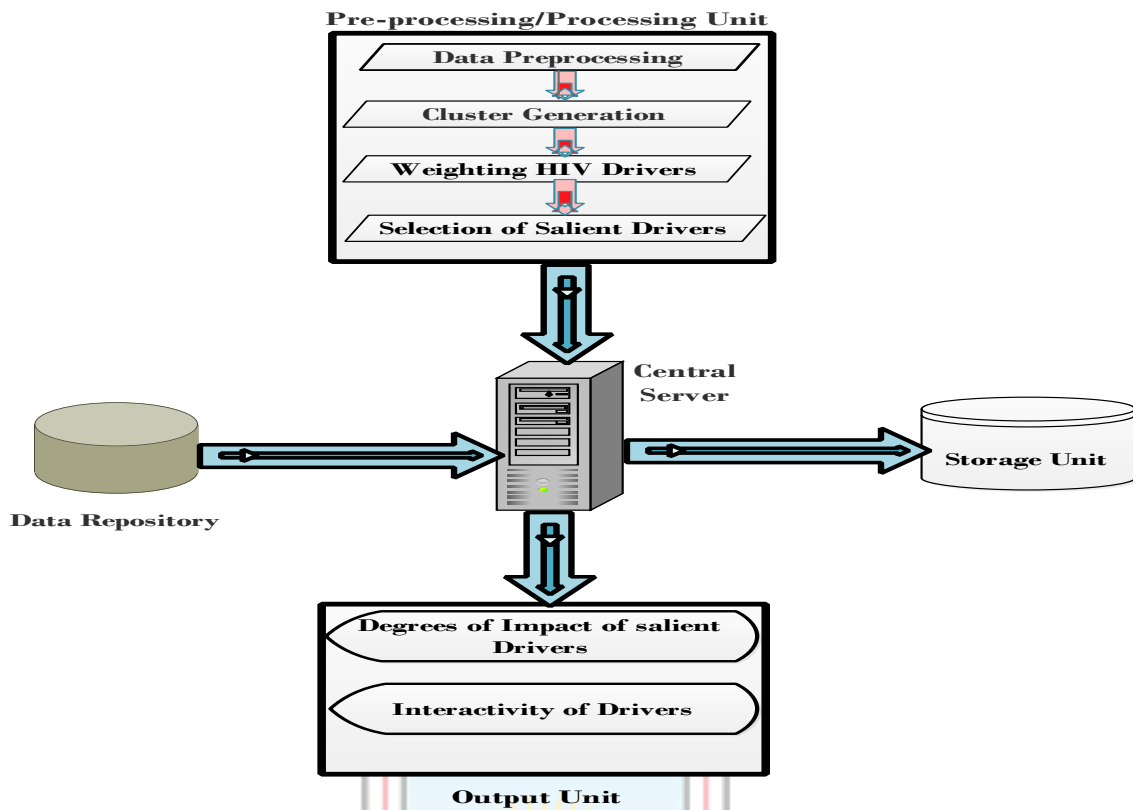 Pre-processing/Processing Unit
Data Preprocessing
Cluster Generation
Weighting HIV Drivers
Selection of Salient Drivers
Central
Server
Storage Unit
Data Repository
Degrees of Impact of salient
Drivers
Interactivity of Drivers
Output Unit